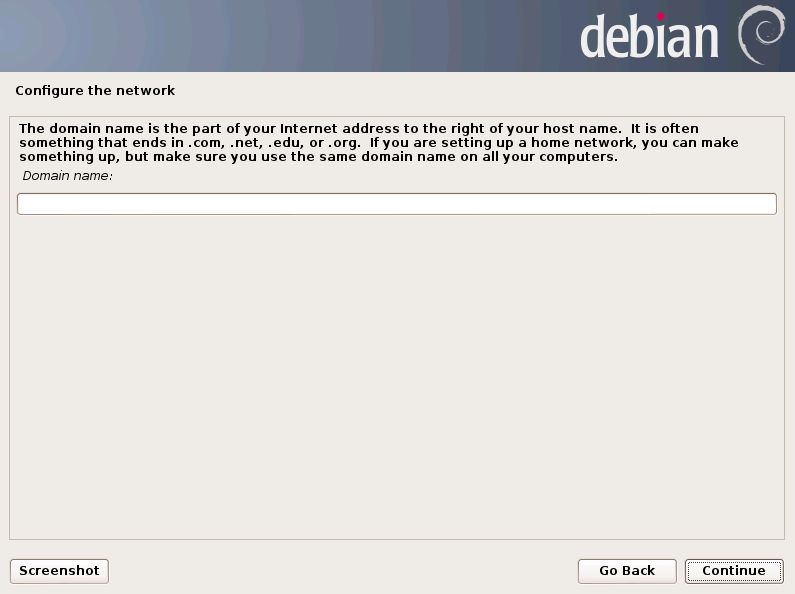 debian
Configure the network
The domain name is the part of your Internet address to the right of your host name.  It is often
something that ends in .com, .net, .edu, or .org.  If you are setting up a home network, you can make
something up, but make sure you use the same domain name on all your computers.
Domain name:
Screenshot
Go Back
Continue